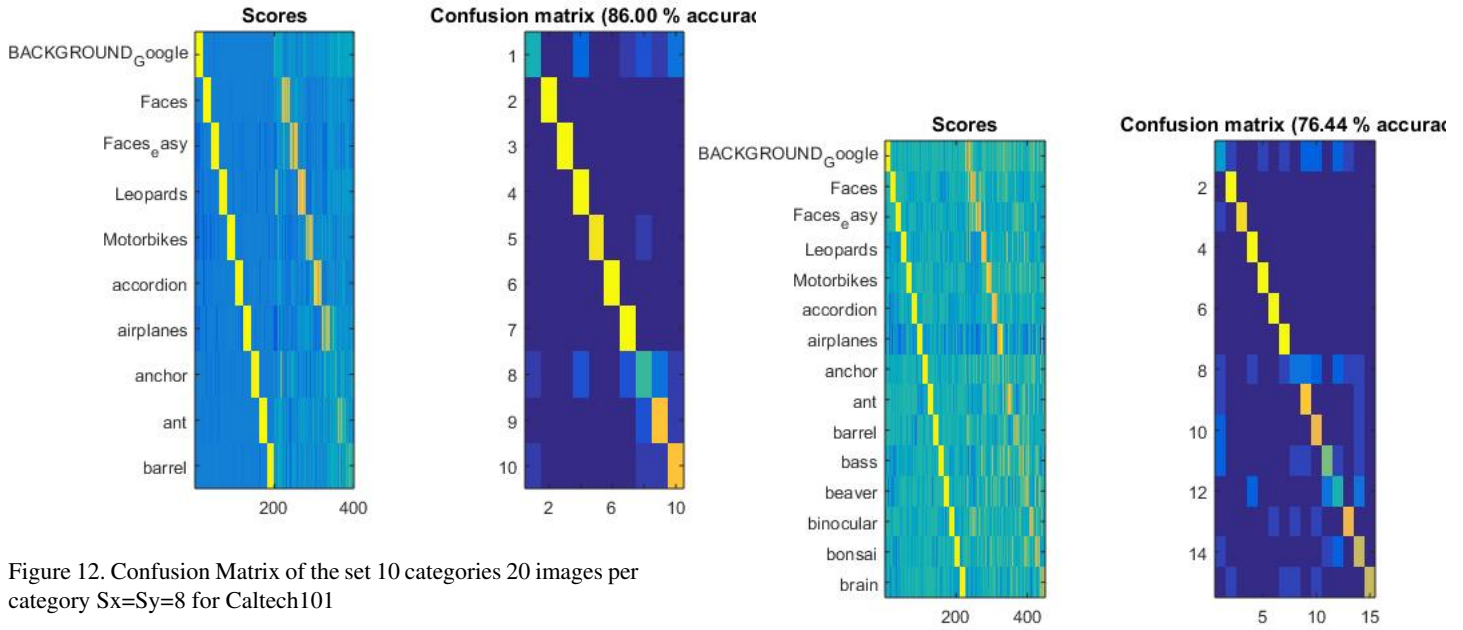 Scores
Confusion matrix (86.00 % accurac
BACKGROUND_Google
Faces
Faces_easy
Leopards
Motorbikes
accordion
airplanes
anchor
ant
barrel
200 400
1
2
3
4
5
6
7
8
9
10
2 6 10
Figure 12. Confusion Matrix of the set 10 categories 20 images per
category Sx=Sy=8 for Caltech101
Scores
Confusion matrix (76.44 % accurac
BACKGROUND_Google
Faces
Faces_easy
Leopards
Motorbikes
accordion
airplanes
anchor
ant
barrel
bass
beaver
binocular
bonsai
brain
200 400
2
4
6
8
10
12
14
5 10 15